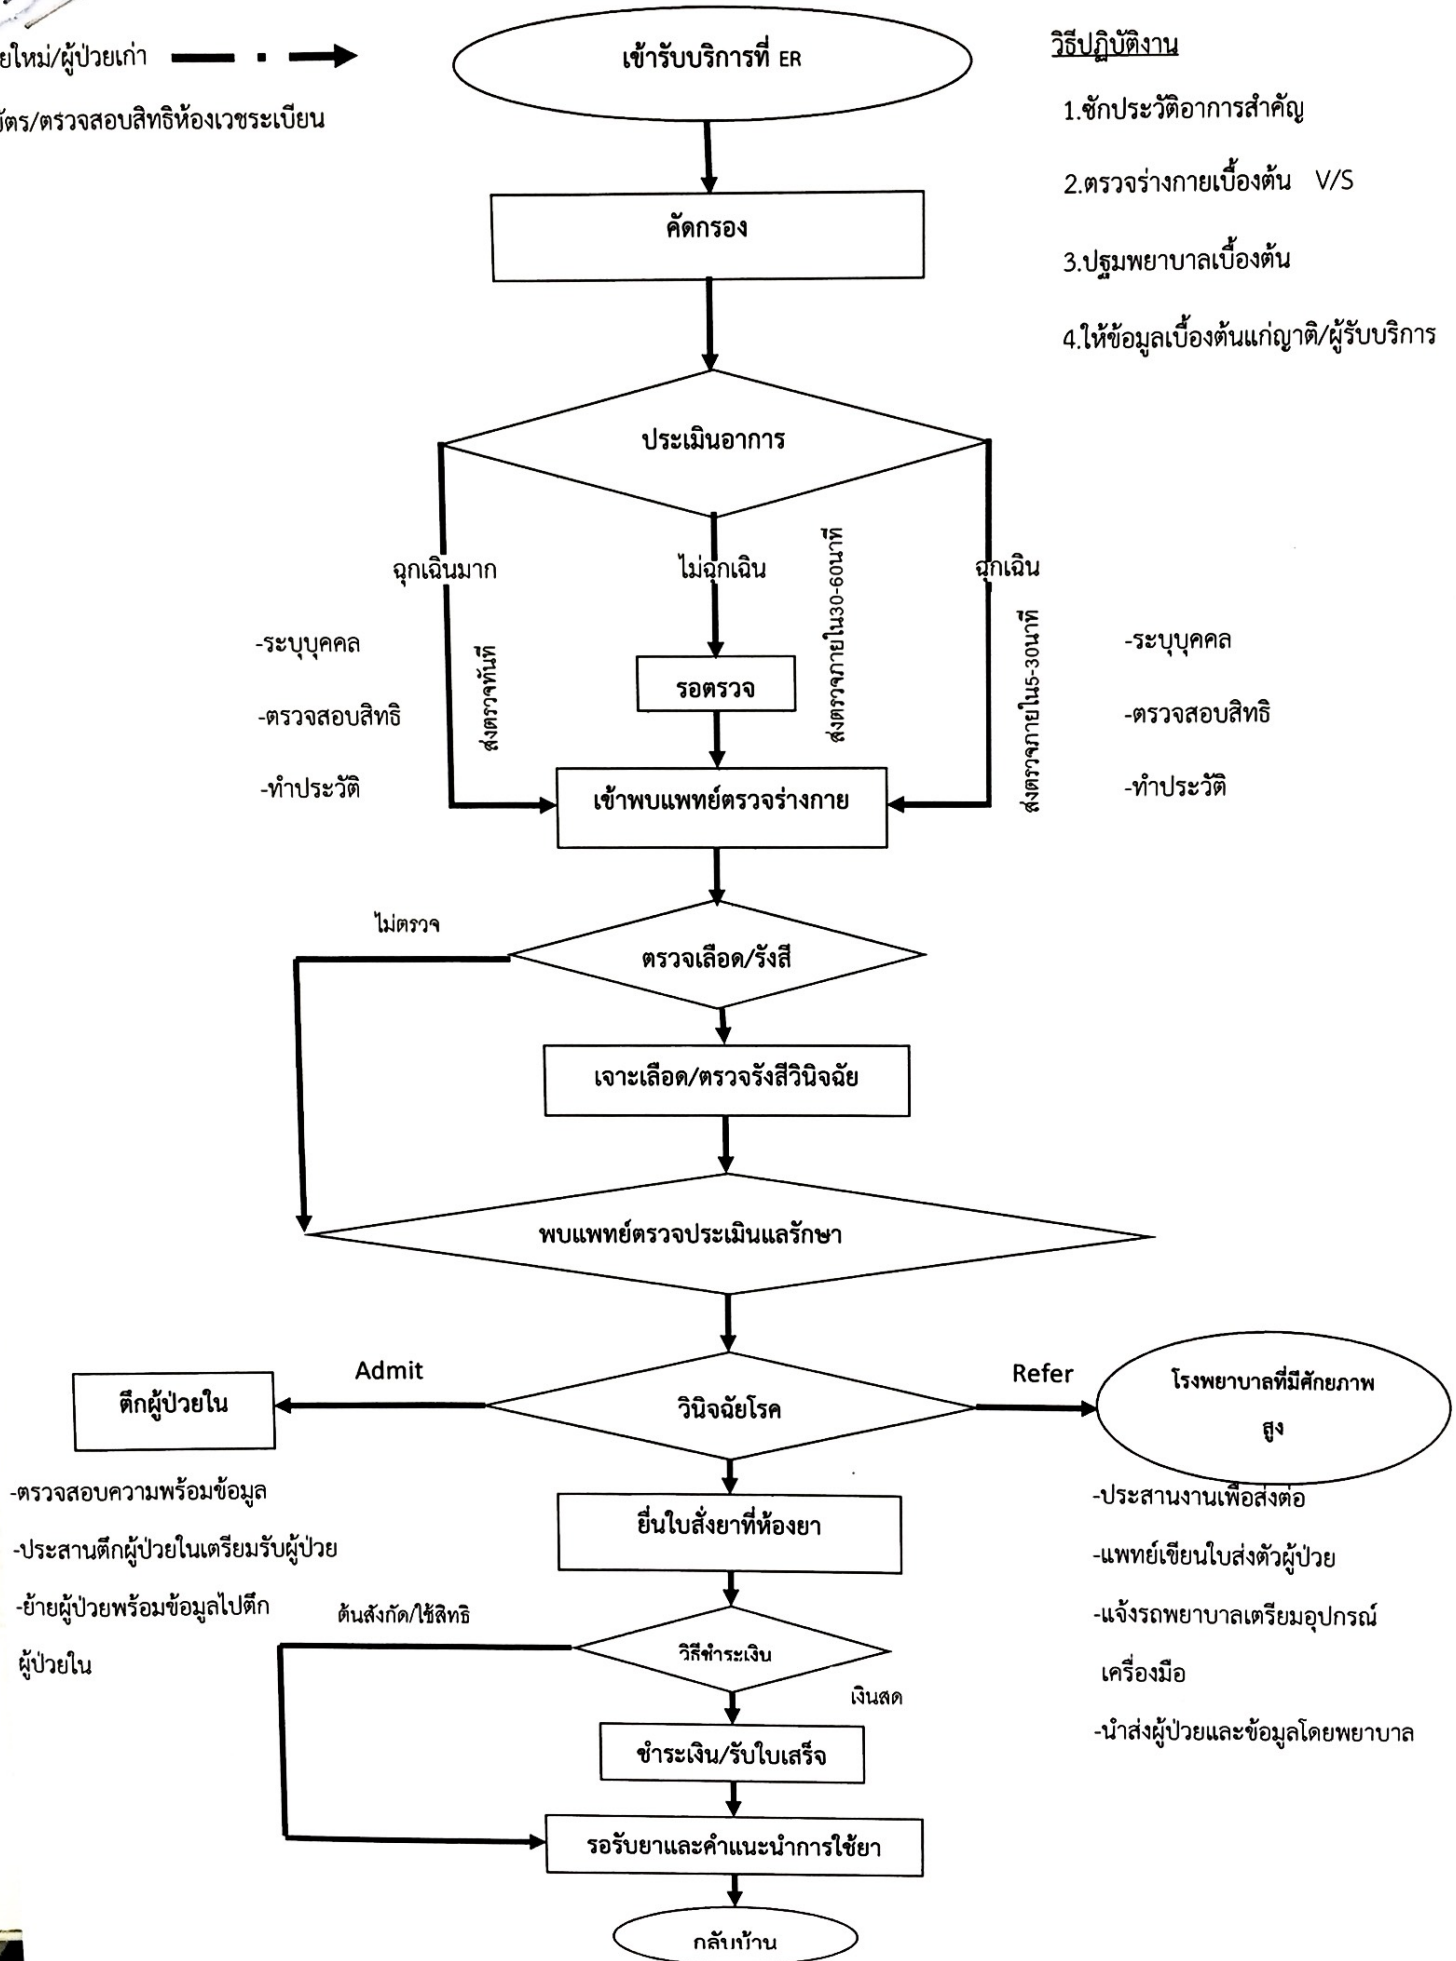 ยใหม่/ผู้ป่วยเก่า
บัตร/ตรวจสอบสิทธิห้องเวชระเบียน
เข้ารับบริการที่ ER
วิธีปฏิบัติงาน
1.ซักประวัติอาการสำคัญ
2.ตรวจร่างกายเบื้องต้น V/S
3.ปฐมพยาบาลเบื้องต้น
4.ให้ข้อมูลเบื้องต้นแก่ญาติ/ผู้รับบริการ
คัดกรอง
ประเมินอาการ
ฉุกเฉินมาก
ไม่ฉุกเฉิน
ฉุกเฉิน
-ระบุบุคคล
-ตรวจสอบสิทธิ
-ทำประวัติ
ส่งตรวจทันที
รอตรวจ
ส่งตรวจภายใน30-60นาที
ส่งตรวจภายใน5-30นาที
-ระบุบุคคล
-ตรวจสอบสิทธิ
-ทำประวัติ
เข้าพบแพทย์ตรวจร่างกาย
ไม่ตรวจ
ตรวจเลือด/รังสี
เจาะเลือด/ตรวจรังสีวินิจฉัย
พบแพทย์ตรวจประเมินแลรักษา
Admit
Refer
ตึกผู้ป่วยใน
วินิจฉัยโรค
โรงพยาบาลที่มีศักยภาพ
สูง
-ตรวจสอบความพร้อมข้อมูล
-ประสานตึกผู้ป่วยในเตรียมรับผู้ป่วย
-ย้ายผู้ป่วยพร้อมข้อมูลไปตึก
ผู้ป่วยใน
ยื่นใบสั่งยาที่ห้องยา
-ประสานงานเพื่อส่งต่อ
-แพทย์เขียนใบส่งตัวผู้ป่วย
-แจ้งรถพยาบาลเตรียมอุปกรณ์
เครื่องมือ
-นำส่งผู้ป่วยและข้อมูลโดยพยาบาล
ต้นสังกัด/ใช้สิทธิ
วิธีชำระเงิน
เงินสด
ชำระเงิน/รับใบเสร็จ
รอรับยาและคำแนะนำการใช้ยา
กลับบ้าน